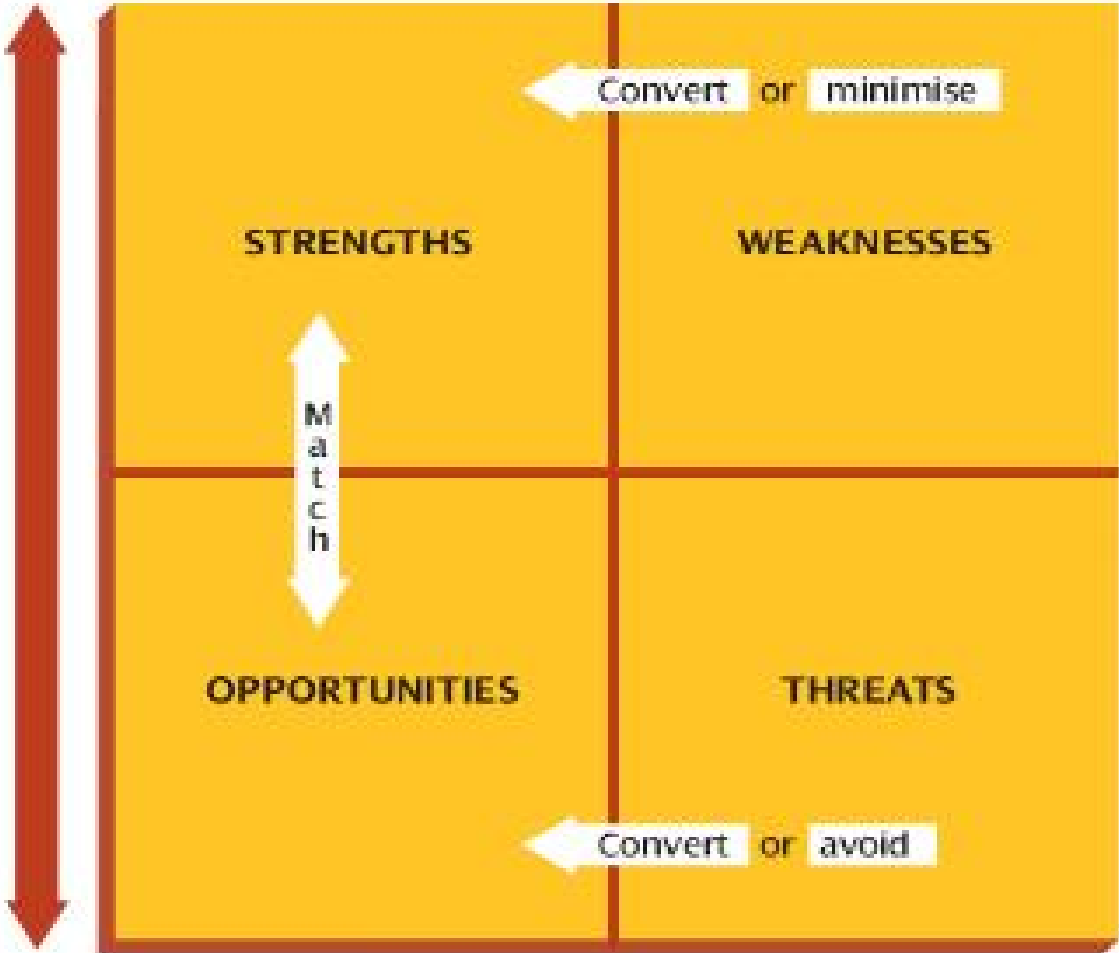 Convert or minimise
STRENGTHS
WEAKNESSES
Match
OPPORTUNITIES
THREATS
Convert or avoid